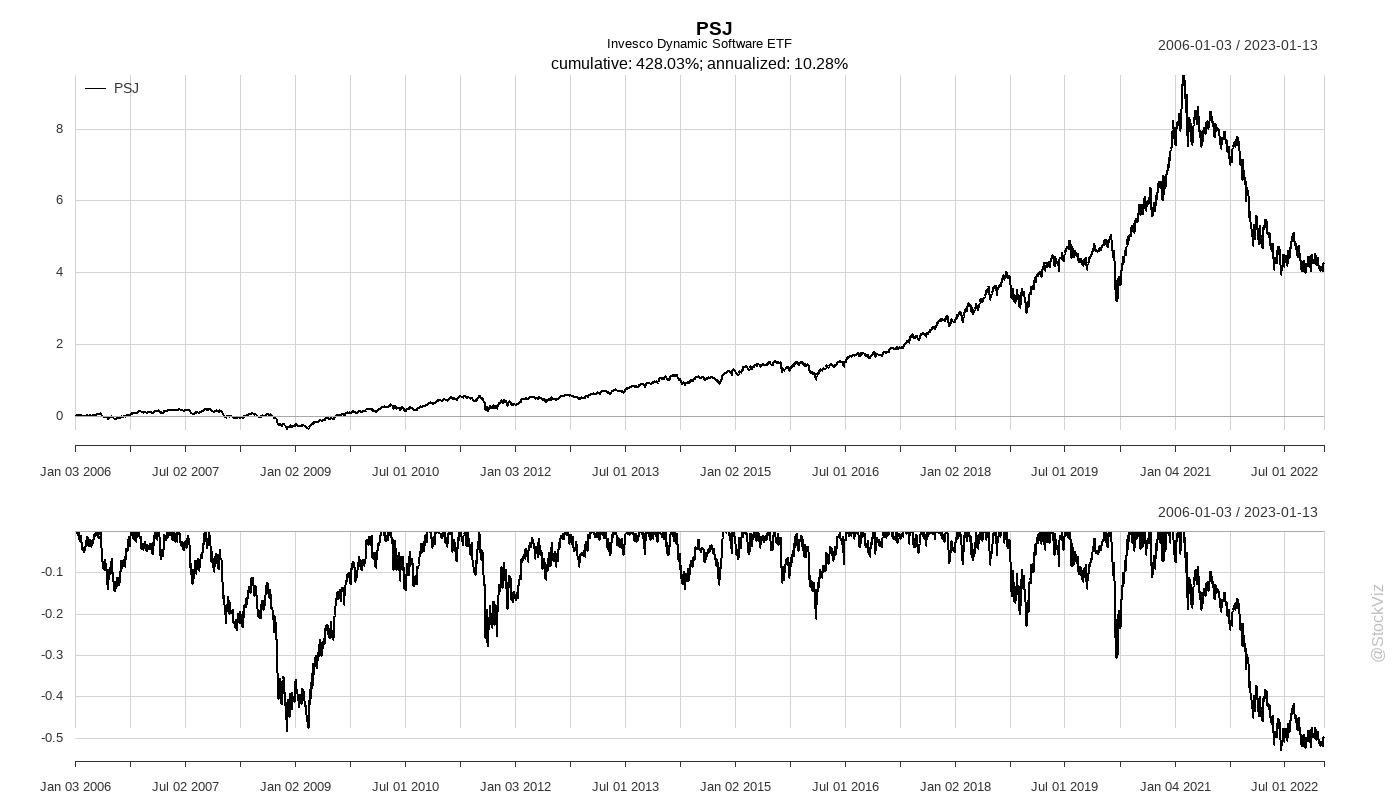 PSJ
Invesco Dynamic Software ETF
2006-01-03 / 2023-01-13
cumulative: 428.03%; annualized: 10.28%
PSJ
8
6
4
2
0
Jan 03 2006 Jul 02 2007 Jan 02 2009 Jul 01 2010 Jan 03 2012 Jul 01 2013 Jan 02 2015 Jul 01 2016 Jan 02 2018 Jul 01 2019 Jan 04 2021 Jul 01 2022
2006-01-03 / 2023-01-13
-0.1
-0.2
-0.3
-0.4
-0.5
Jan 03 2006 Jul 02 2007 Jan 02 2009 Jul 01 2010 Jan 03 2012 Jul 01 2013 Jan 02 2015 Jul 01 2016 Jan 02 2018 Jul 01 2019 Jan 04 2021 Jul 01 2022
@StockViz